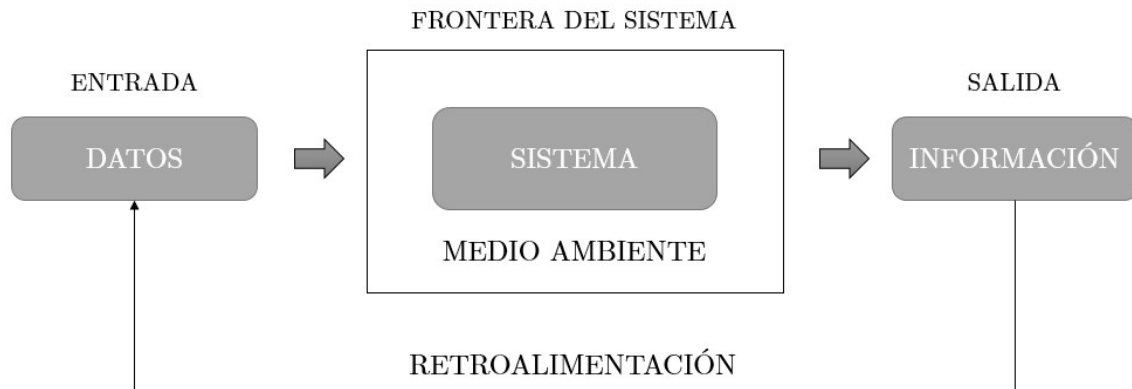 FRONTERA DEL SISTEMA
ENTRADA
SALIDA
DATOS
SISTEMA
INFORMACIÓN
MEDIO AMBIENTE
RETROALIMENTACIÓN